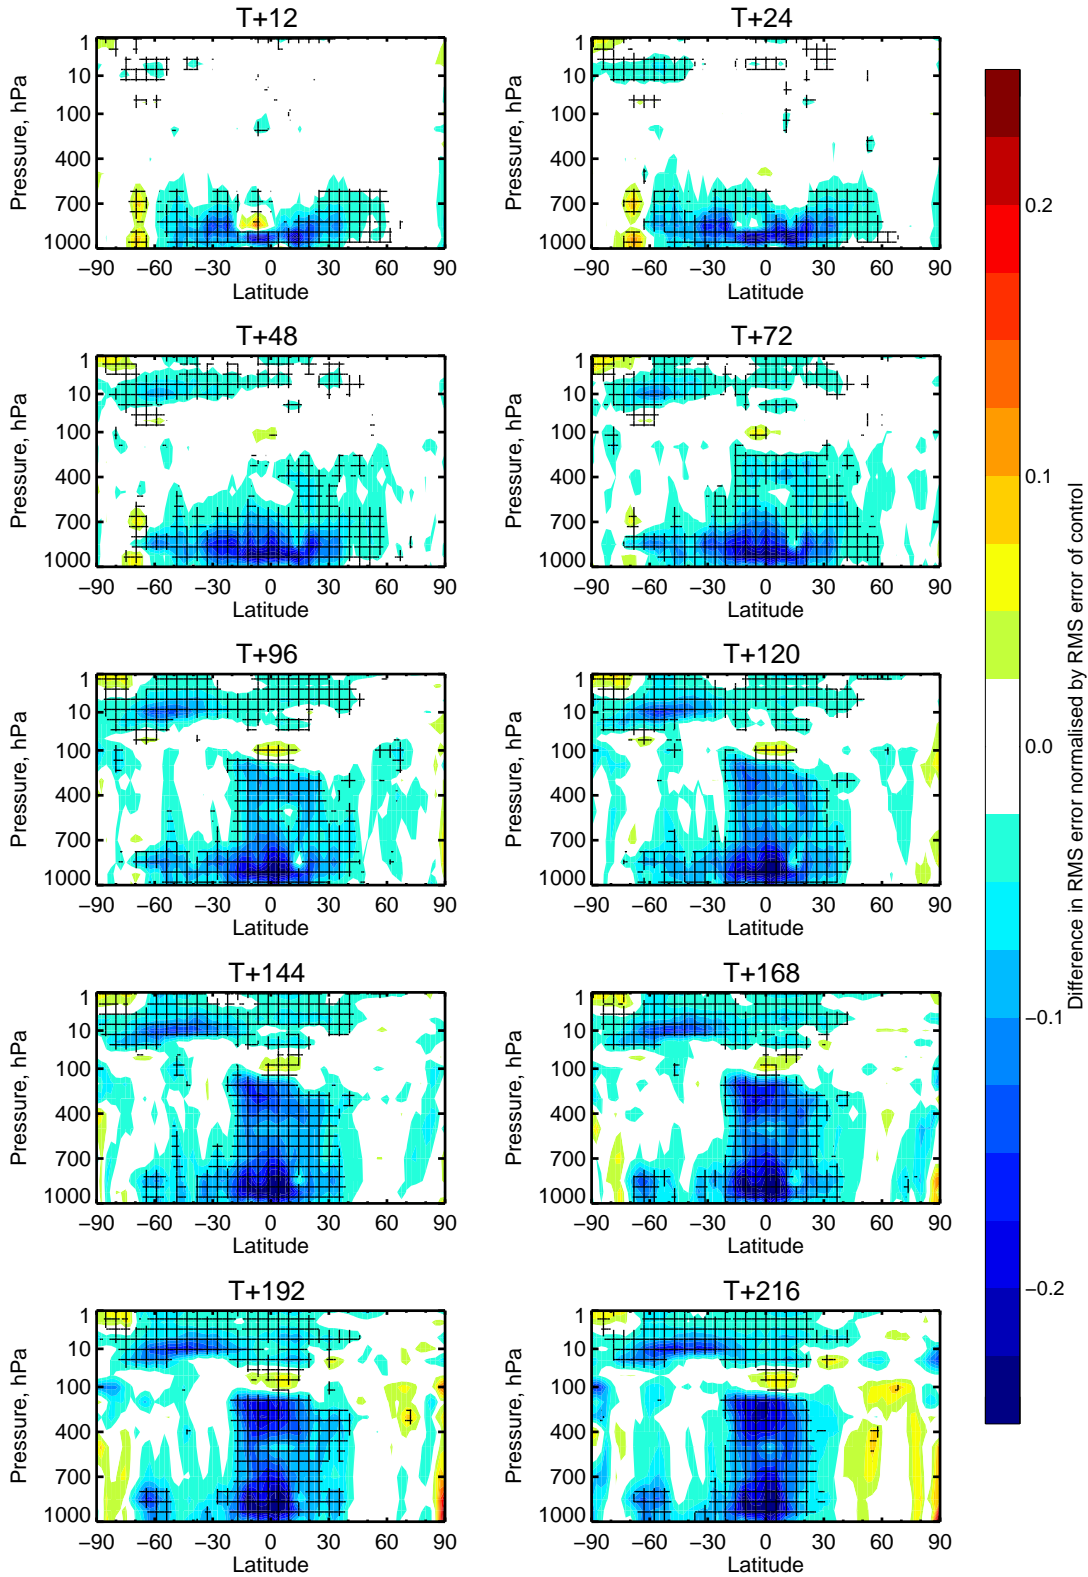 T+12
T+24
Pressure, hPa
1
10
100
400
700
1000
−90 −60 −30 0 30 60 90
Latitude
Pressure, hPa
1
10
100
400
700
1000
−90 −60 −30 0 30 60 90
Latitude
T+48
T+72
Pressure, hPa
1
10
100
400
700
1000
−90 −60 −30 0 30 60 90
Latitude
Pressure, hPa
1
10
100
400
700
1000
−90 −60 −30 0 30 60 90
Latitude
T+96
T+120
Pressure, hPa
1
10
100
400
700
1000
−90 −60 −30 0 30 60 90
Latitude
Pressure, hPa
1
10
100
400
700
1000
−90 −60 −30 0 30 60 90
Latitude
T+144
T+168
Pressure, hPa
1
10
100
400
700
1000
−90 −60 −30 0 30 60 90
Latitude
Pressure, hPa
1
10
100
400
700
1000
−90 −60 −30 0 30 60 90
Latitude
T+192
T+216
Pressure, hPa
1
10
100
400
700
1000
−90 −60 −30 0 30 60 90
Latitude
Pressure, hPa
1
10
100
400
700
1000
−90 −60 −30 0 30 60 90
Latitude
0.2
0.1
0.0
−0.1
−0.2
Difference in RMS error normalised by RMS error of control